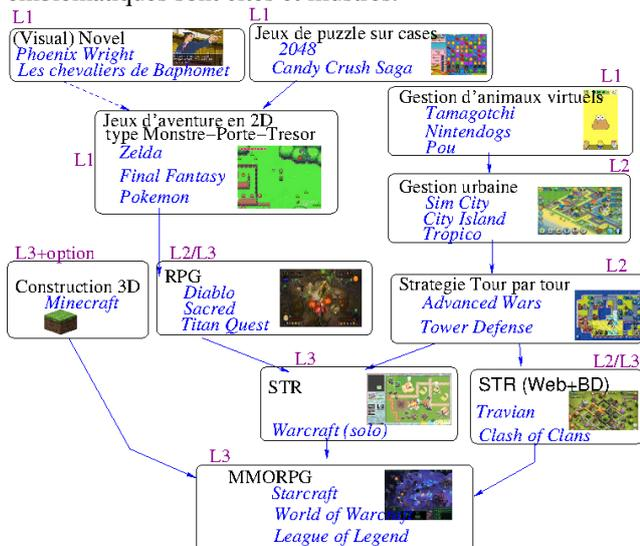 L1
(Visual) Novel
Phoenix Wright
Les chevaliers de Baphomet
L1
Jeux de puzzle sur cases
2048
Candy Crush Saga
L1
Jeux d'aventure en 2D
type Monstre-Porte-Tresor
Zelda
Final Fantasy
Pokemon
L1
Gestion d'animaux virtuels
Tamagotchi
Nintendogs
Pou
L2
Gestion urbaine
Sim City
City Island
Tropico
L3+option
Construction 3D
Minecraft
L2/L3
RPG
Diablo
Sacred
Titan Quest
L2
Strategie Tour par tour
Advanced Wars
Tower Defense
L3
STR
Warcraft (solo)
L2/L3
STR (Web+BD)
Travian
Clash of Clans
L3
MMORPG
Starcraft
World of Warcraft
League of Legend